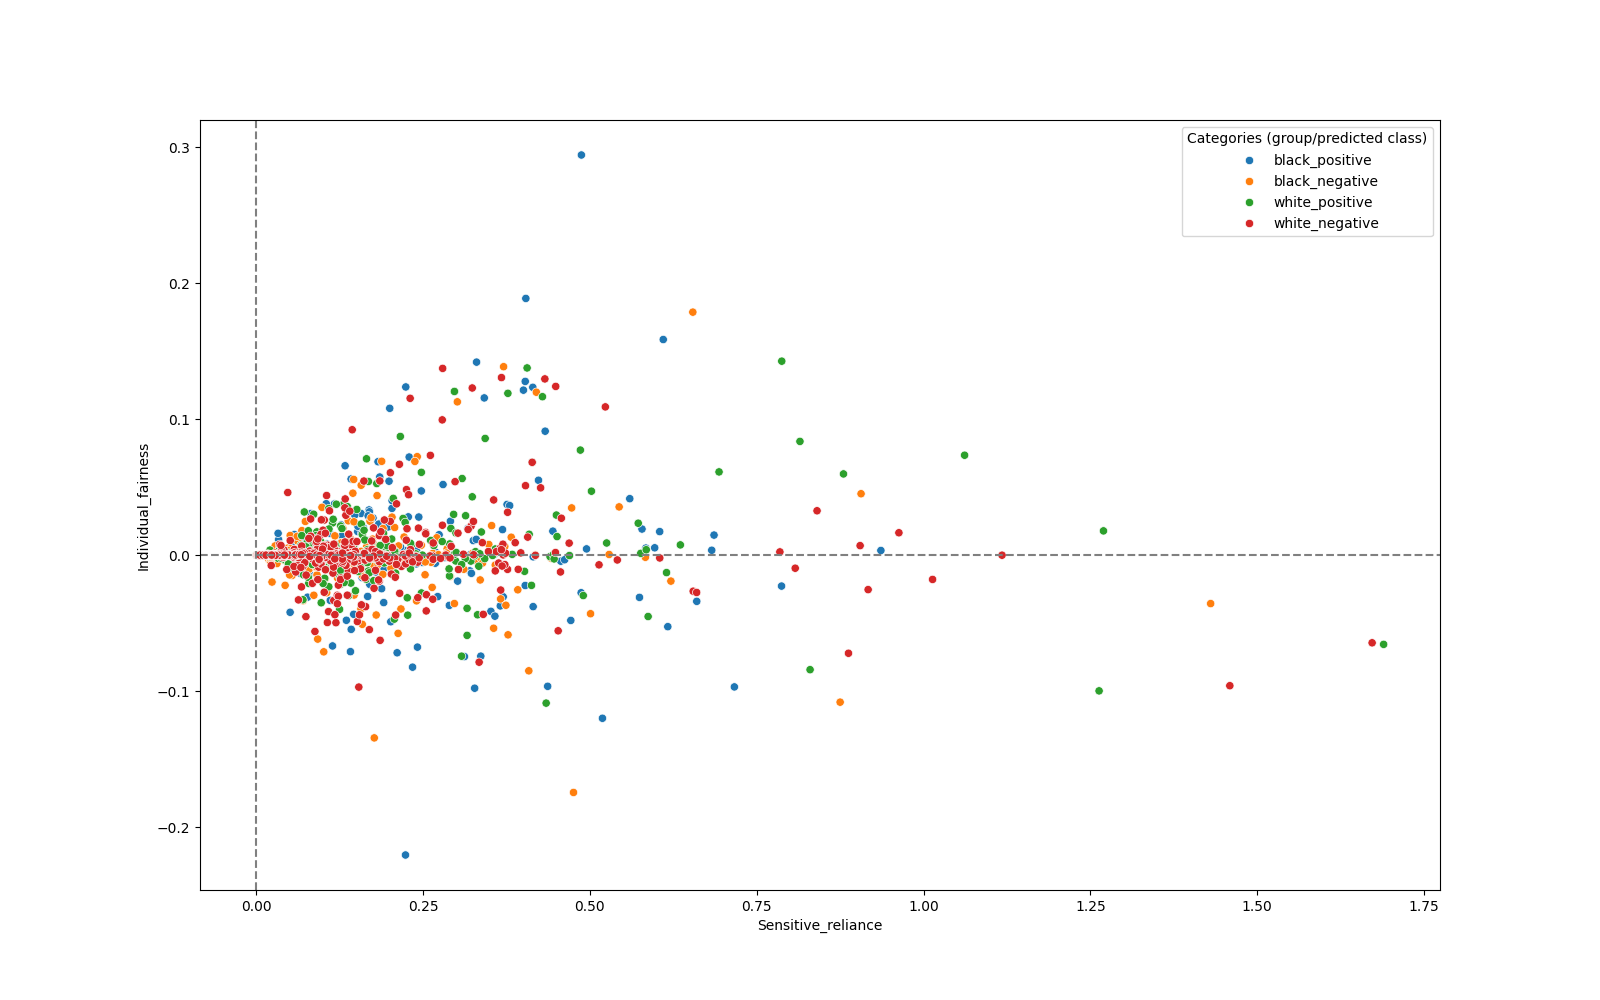 Categories (group/predicted class)
black_positive
black_negative
white_positive
white_negative
0.3
0.2
0.1
0.0
−0.1
−0.2
Individual_fairness
0.00 0.25 0.50 0.75 1.00 1.25 1.50 1.75
Sensitive_reliance